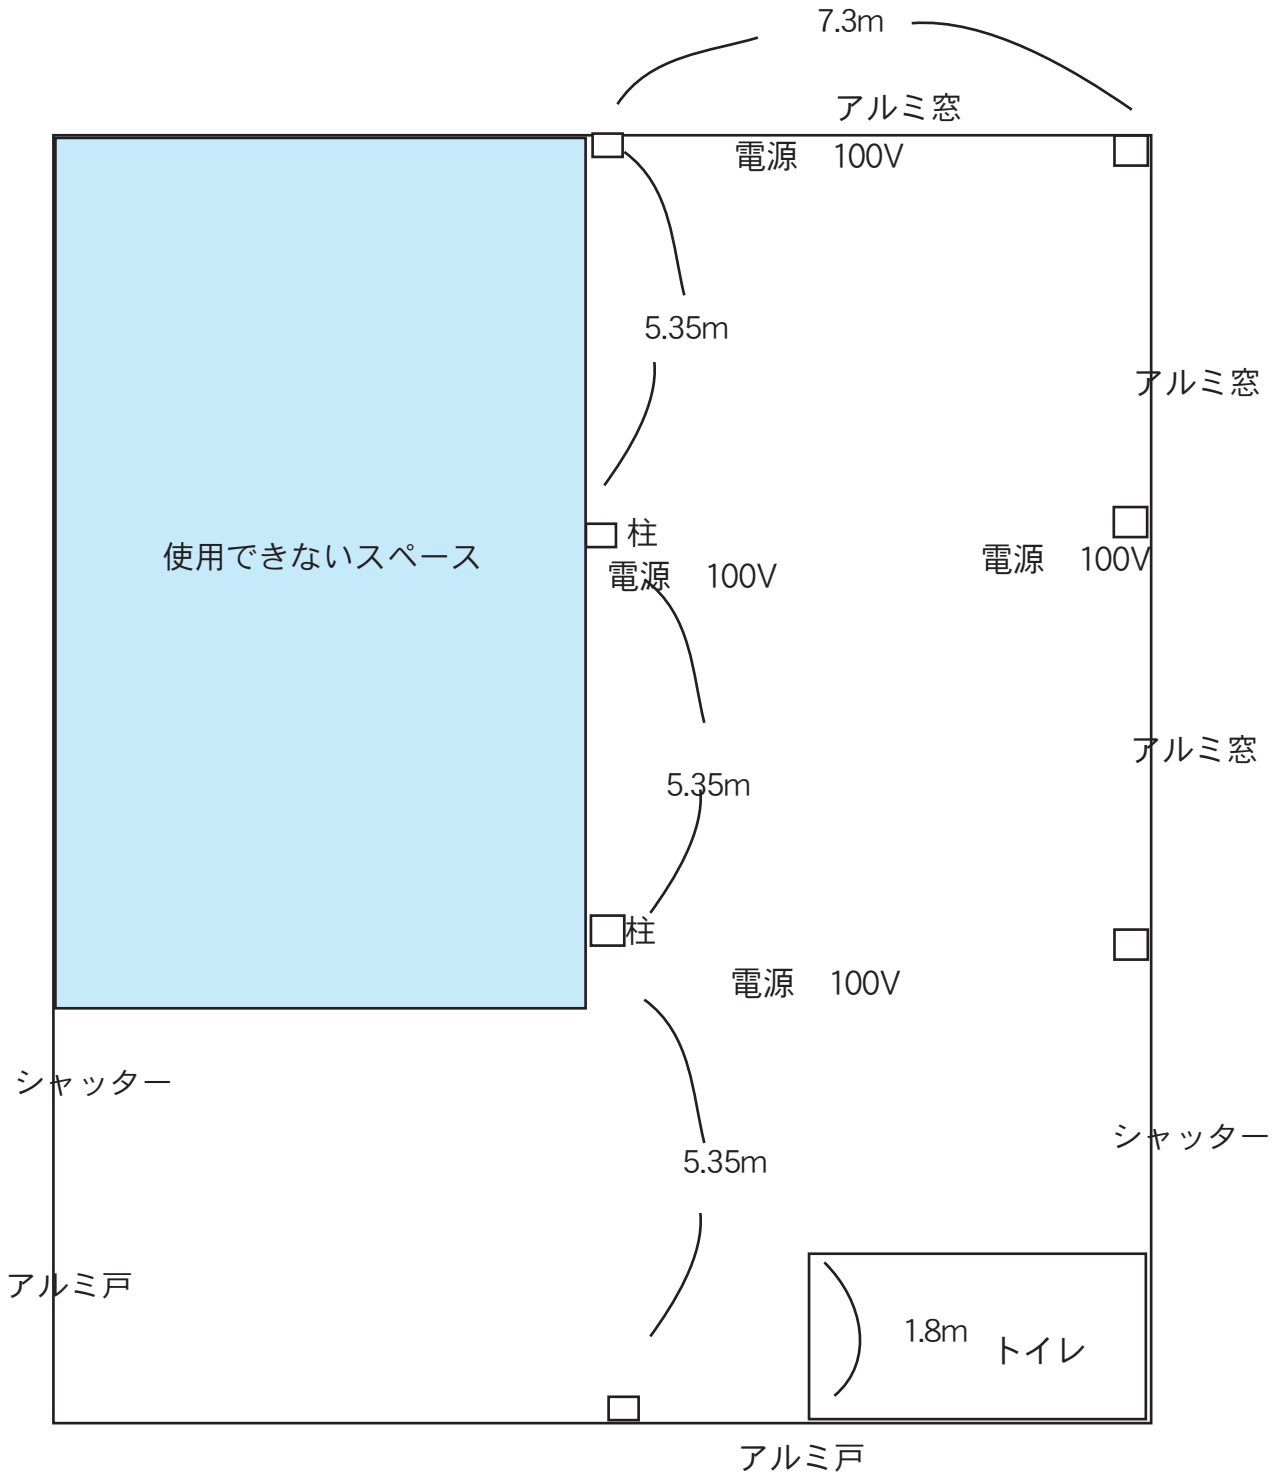 7.3m
アルミ窓
電源　100V
5.35m
アルミ窓
柱
使用できないスペース
電源　100V
電源　100V
アルミ窓
5.35m
柱
電源　100V
シャッター
シャッター
5.35m
アルミ戸
1.8m
トイレ
アルミ戸